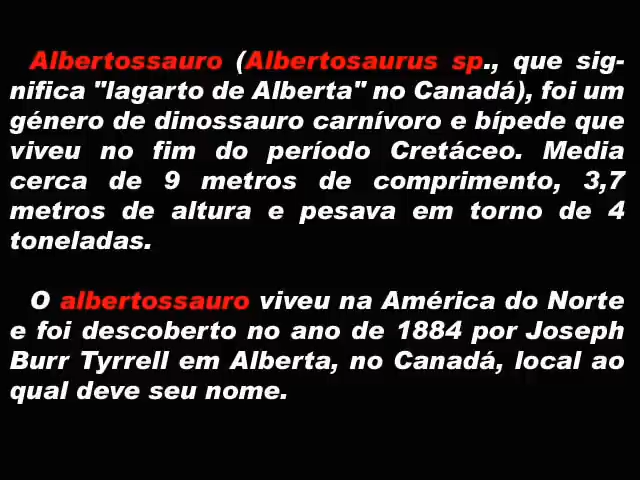 Albertossauro (Albertosaurus sp., que sig-
nifica "lagarto de Alberta" no Canadá), foi um
género de dinossauro carnívoro e bípede que
viveu no fim do período Cretáceo. Media
cerca de 9 metros de comprimento, 3,7
metros de altura e pesava em torno de 4
toneladas.
O albertossauro viveu na América do Norte
e foi descoberto no ano de 1884 por Joseph
Burr Tyrrell em Alberta, no Canadá, local ao
qual deve seu nome.